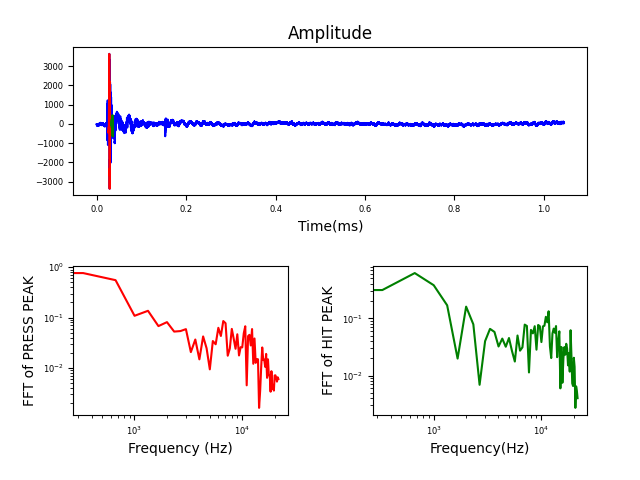 Amplitude
3000
2000
1000
0
−1000
−2000
−3000
0.0 0.2 0.4 0.6 0.8 1.0
Time(ms)
FFT of PRESS PEAK
10⁰
10⁻¹
10⁻²
10³ 10⁴
Frequency (Hz)
FFT of HIT PEAK
10⁻¹
10⁻²
10³ 10⁴
Frequency(Hz)